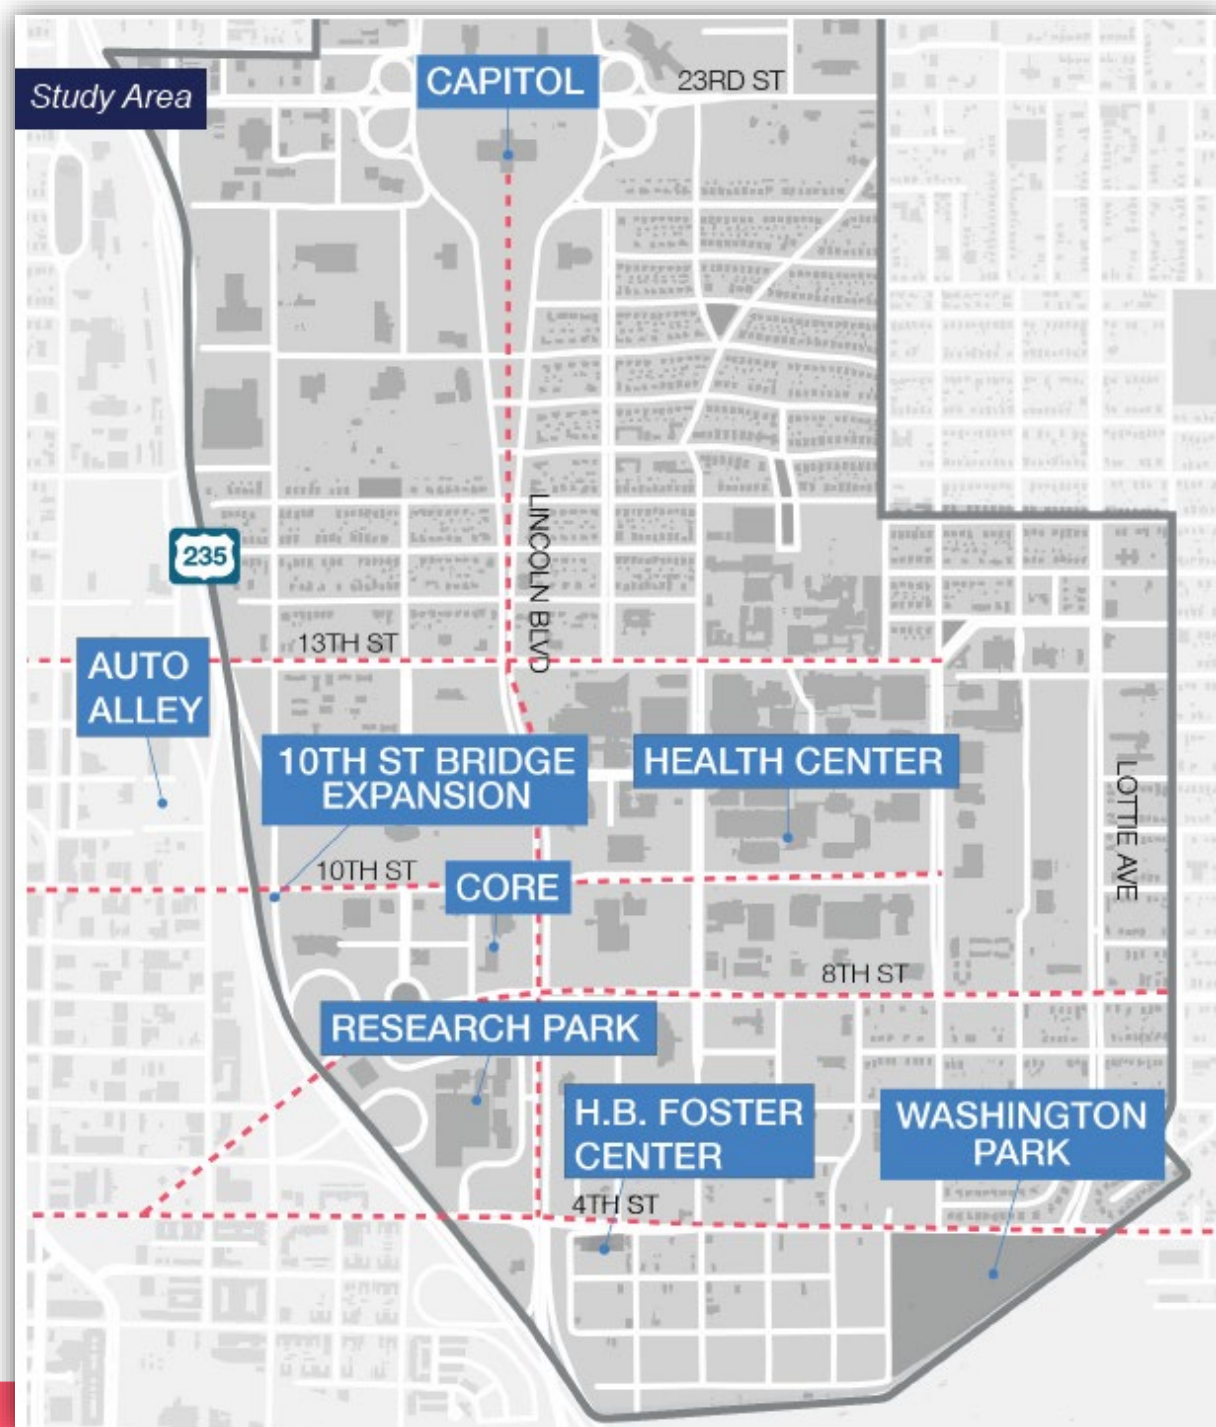 CAPITOL
23RD ST
Study Area
LINCOLN BLVD
235
13TH ST
AUTO
ALLEY
10TH ST BRIDGE
EXPANSION
HEALTH CENTER
LOTTIE AVE
10TH ST
CORE
8TH ST
RESEARCH PARK
H.B. FOSTER
CENTER
WASHINGTON
PARK
4TH ST